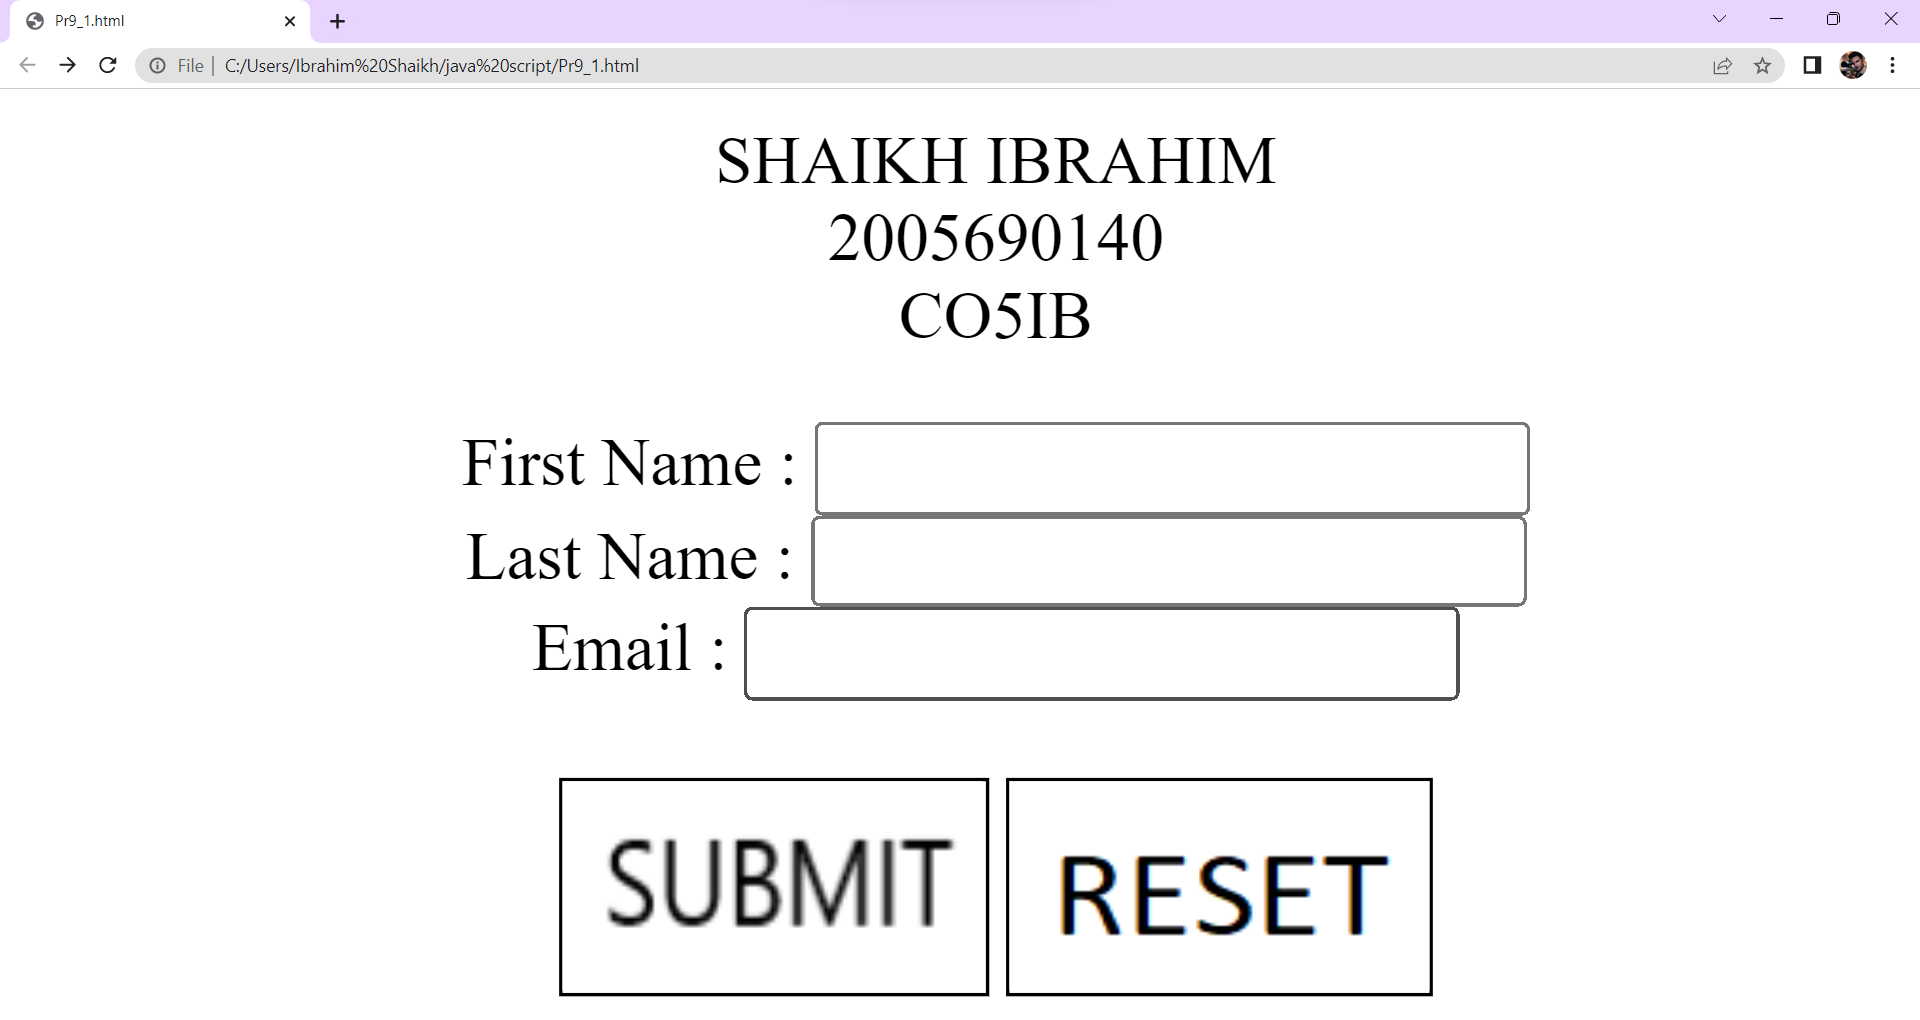 Pr9_1.html
File | C:/Users/Ibrahim%20Shaikh/java%20script/Pr9_1.html
SHAIKH IBRAHIM
2005690140
CO5IB
First Name :
Last Name :
Email :
SUBMIT RESET